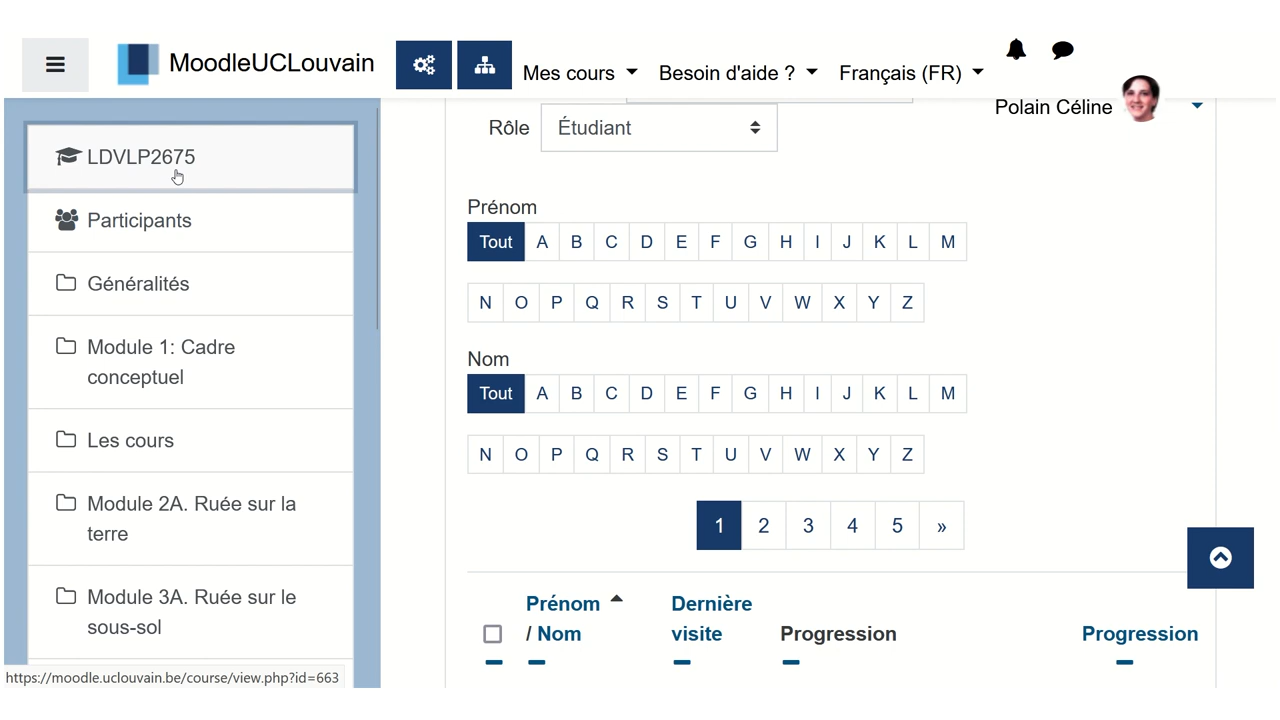 MoodleUCLouvain
Mes cours
Besoin d'aide ?
Français (FR)
Polain Céline
LDVLP2675
Participants
Généralités
Module 1: Cadre
conceptuel
Les cours
Module 2A. Ruée sur la
terre
Module 3A. Ruée sur le
sous-sol
https://moodle.uclouvain.be/course/view.php?id=663
Rôle
Étudiant
Prénom
Tout A B C D E F G H I J K L M
N O P Q R S T U V W X Y Z
Nom
Tout A B C D E F G H I J K L M
N O P Q R S T U V W X Y Z
1 2 3 4 5 »
Prénom
/ Nom
Dernière
visite
Progression
Progression